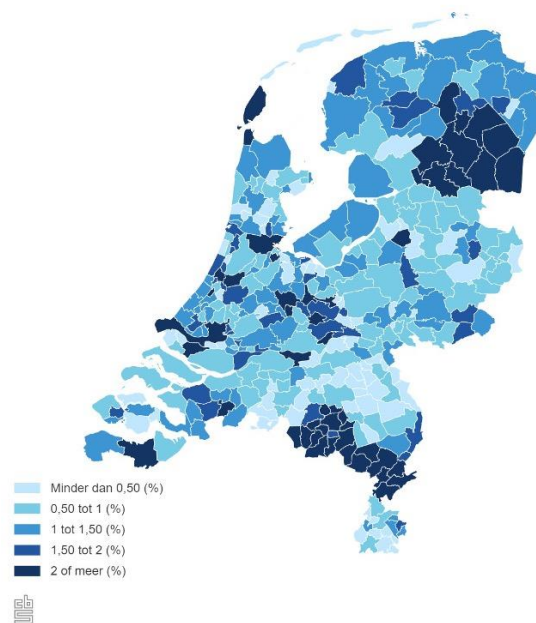 Minder dan 0,50 (%)
0,50 tot 1 (%)
1 tot 1,50 (%)
1,50 tot 2 (%)
2 of meer (%)
cbs